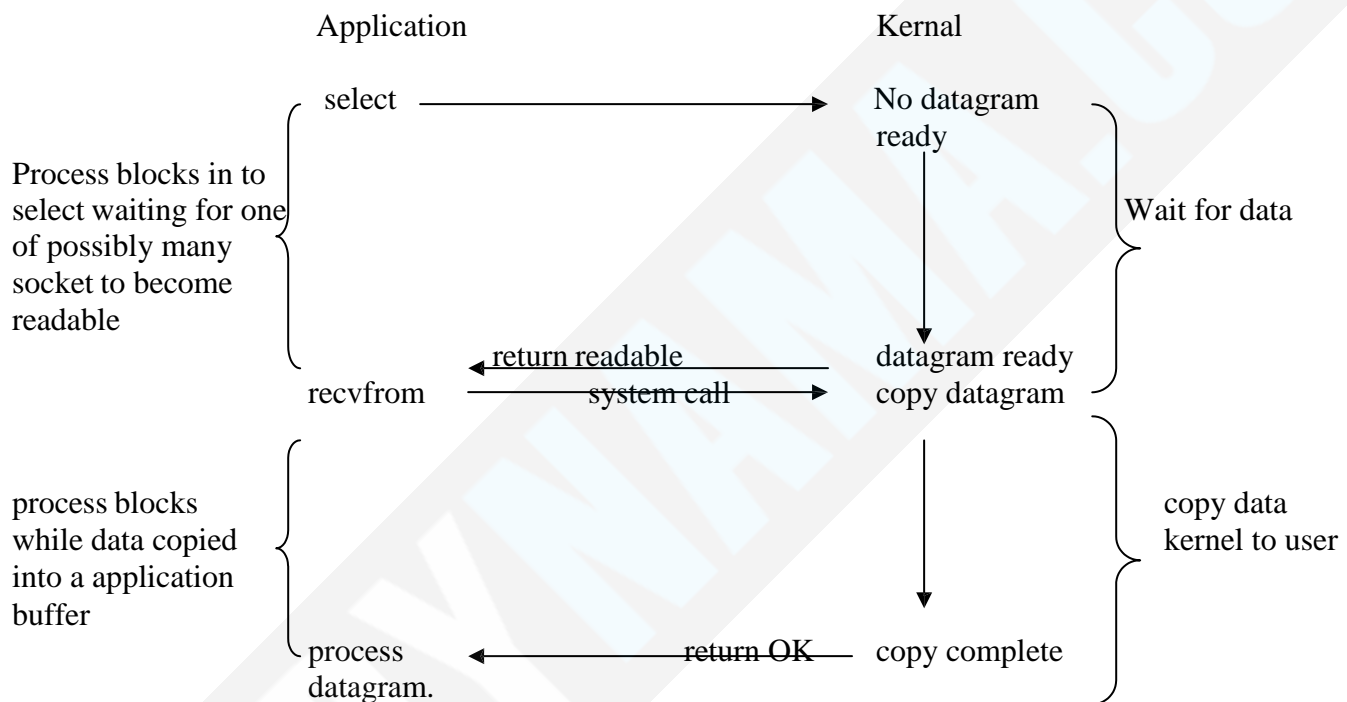 Application
Kernal
select
No datagram
ready
Process blocks in to
select waiting for one
of possibly many
socket to become
readable
Wait for data
return readable
datagram ready
recvfrom
system call
copy datagram
process blocks
while data copied
into a application
buffer
copy data
kernel to user
process
datagram.
return OK
copy complete